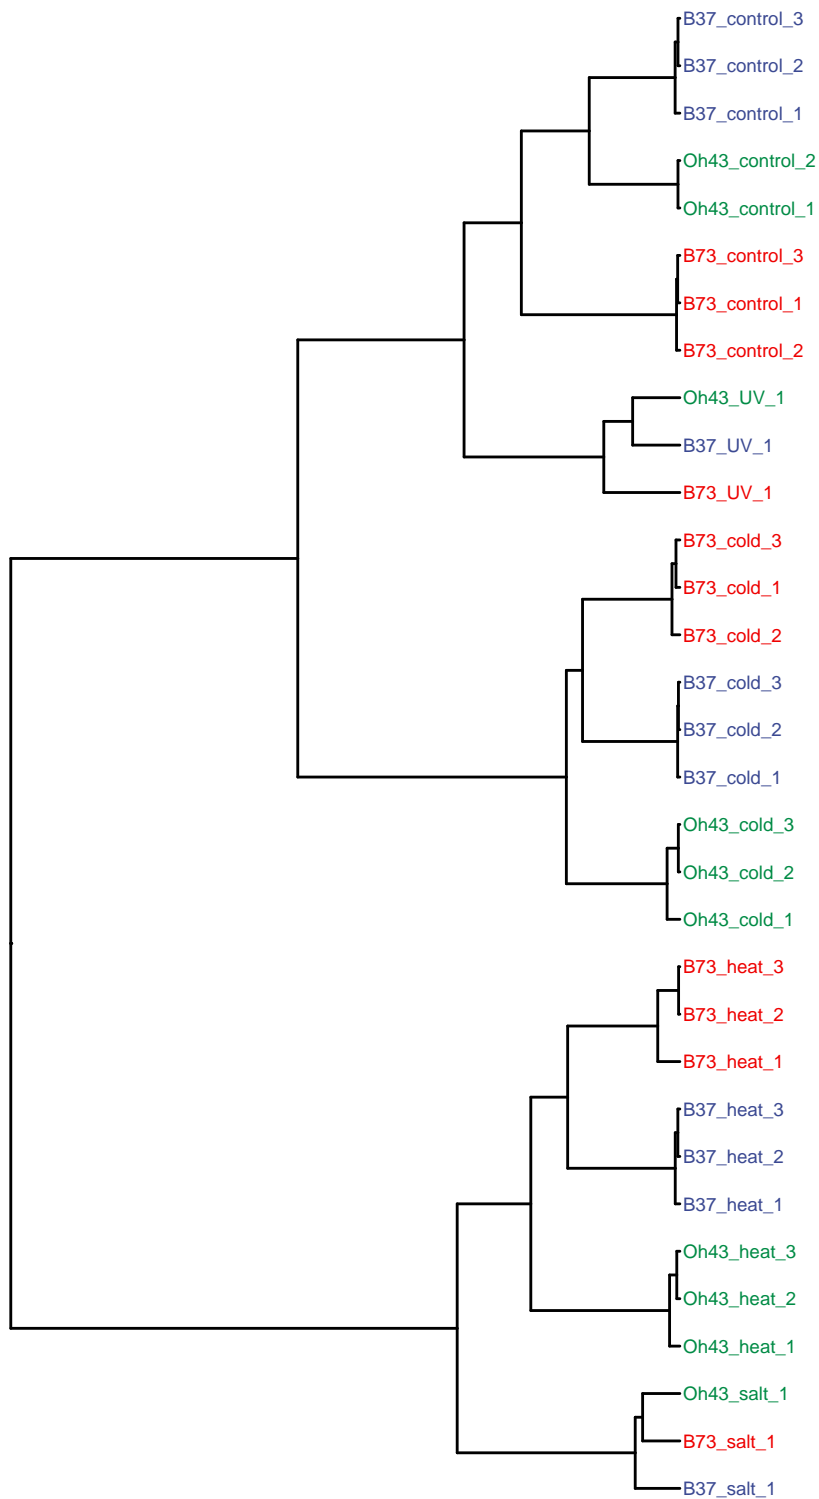 B37_control_3
B37_control_2
B37_control_1
Oh43_control_2
Oh43_control_1
B73_control_3
B73_control_1
B73_control_2
Oh43_UV_1
B37_UV_1
B73_UV_1
B73_cold_3
B73_cold_1
B73_cold_2
B37_cold_3
B37_cold_2
B37_cold_1
Oh43_cold_3
Oh43_cold_2
Oh43_cold_1
B73_heat_3
B73_heat_2
B73_heat_1
B37_heat_3
B37_heat_2
B37_heat_1
Oh43_heat_3
Oh43_heat_2
Oh43_heat_1
Oh43_salt_1
B73_salt_1
B37_salt_1